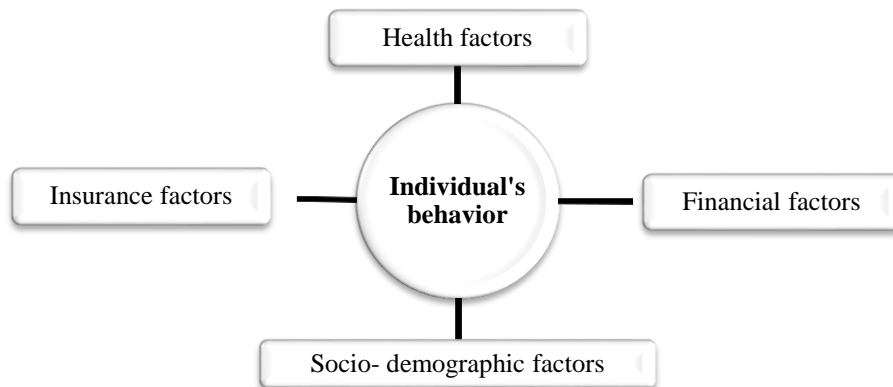 Health factors
Insurance factors
Individual's
behavior
Financial factors
Socio- demographic factors